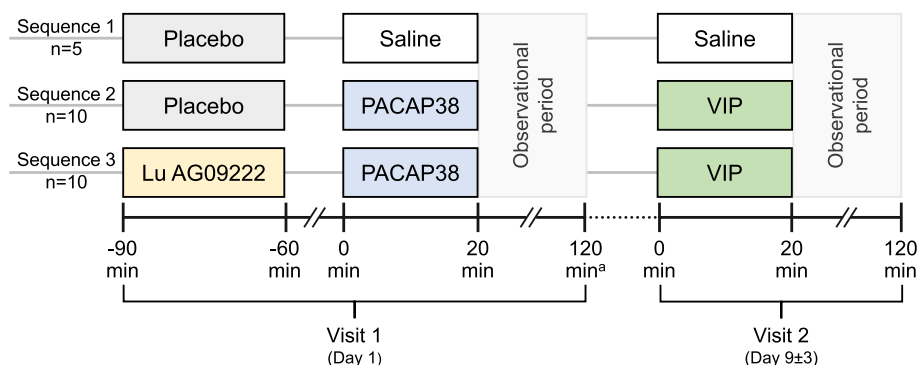 Sequence 1
n=5
Placebo
Saline
Saline
Sequence 2
n=10
Placebo
PACAP38
VIP
Sequence 3
n=10
Lu AG09222
PACAP38
VIP
Observational
period
Observational
period
-90
min
-60
min
0
min
20
min
120
minᵃ
0
min
20
min
120
min
Visit 1
(Day 1)
Visit 2
(Day 9±3)